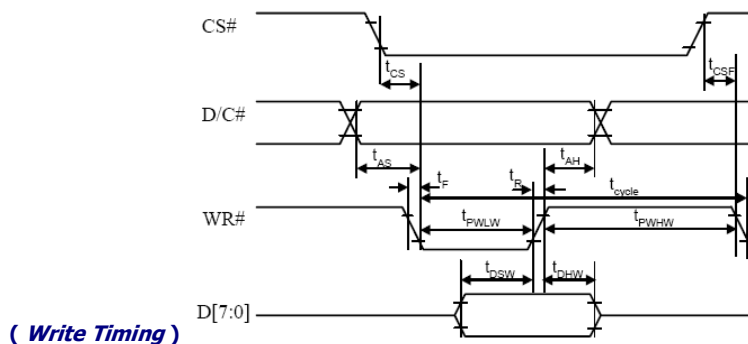 CS#
tCS
tCSF
D/C#
tAS
tF
tR
tAH
tcycle
WR#
tPWLW
tPWHW
tDSW
tDHW
D[7:0]
( Write Timing )